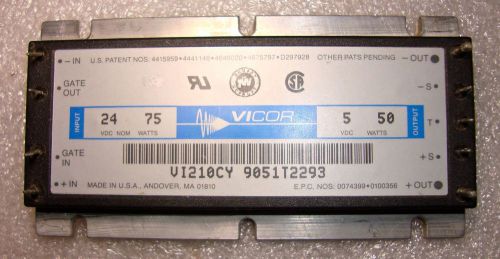 U.S. PATENT NOS: 4415959 • 4441146 • 4648020 • 4675797 • D297928 OTHER PATS PENDING
– IN – OUT
GATE OUT – S
INPUT 24 VDC NOM 75 WATTS VICOR 5 VDC 50 WATTS OUTPUT T
GATE IN + S
VI210CY 9051T2293
+ IN + OUT
MADE IN U.S.A., ANDOVER, MA 01810 E.P.C. NOS: 0074399 • 0100356